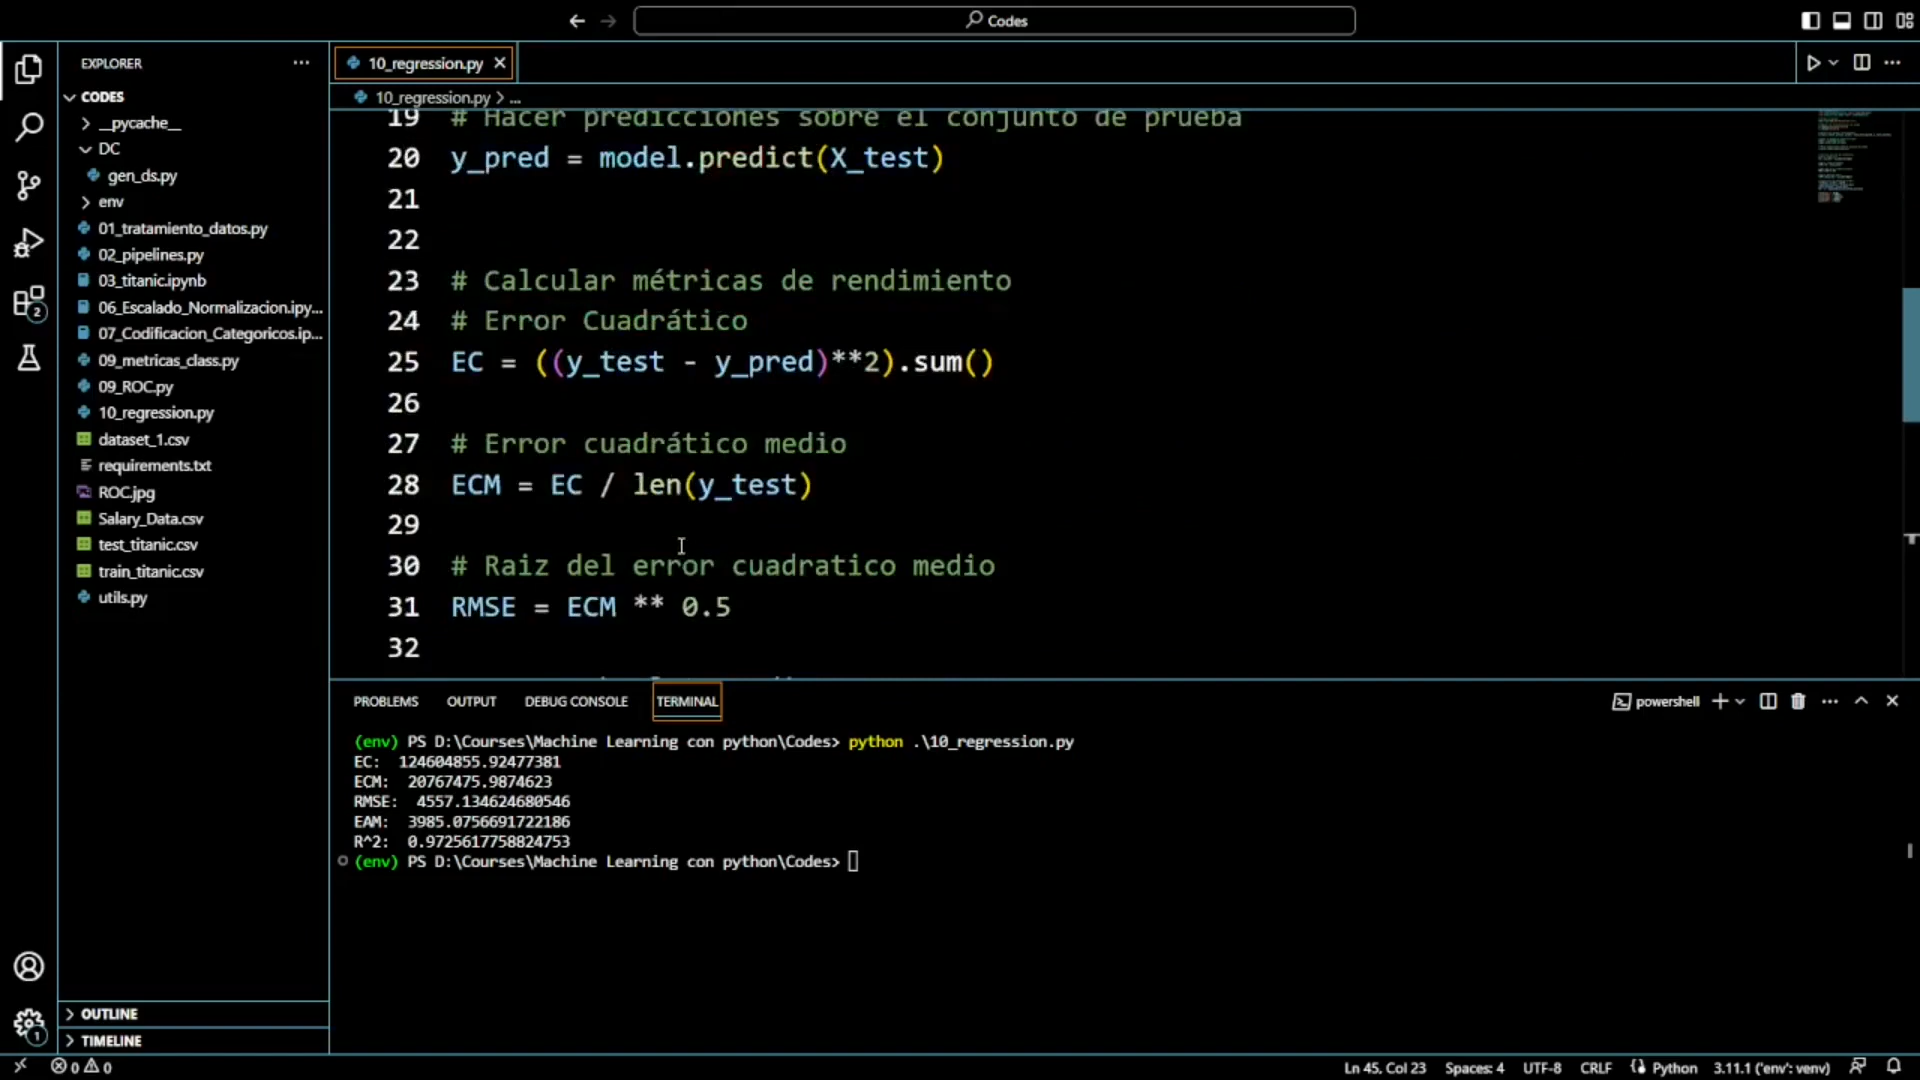 Codes
EXPLORER
CODES
__pycache__
DC
gen_ds.py
env
01_tratamiento_datos.py
02_pipelines.py
03_titanic.ipynb
06_Escalado_Normalizacion.ipy...
07_Codificacion_Categoricos.ip...
09_metricas_class.py
09_ROC.py
10_regression.py
dataset_1.csv
requirements.txt
ROC.jpg
Salary_Data.csv
test_titanic.csv
train_titanic.csv
utils.py
OUTLINE
TIMELINE
2
1
10_regression.py
10_regression.py > ...
19 # Hacer predicciones sobre el conjunto de prueba
20 y_pred = model.predict(X_test)
21
22
23 # Calcular métricas de rendimiento
24 # Error Cuadrático
25 EC = ((y_test - y_pred)**2).sum()
26
27 # Error cuadrático medio
28 ECM = EC / len(y_test)
29
30 # Raiz del error cuadratico medio
31 RMSE = ECM ** 0.5
32
PROBLEMS OUTPUT DEBUG CONSOLE TERMINAL powershell
(env) PS D:\Courses\Machine Learning con python\Codes> python .\10_regression.py
EC:  124604855.92477381
ECM:  20767475.9874623
RMSE:  4557.134624680546
EAM:  3985.0756691722186
R^2:  0.9725617758824753
(env) PS D:\Courses\Machine Learning con python\Codes>
0 0 Ln 45, Col 23 Spaces: 4 UTF-8 CRLF Python 3.11.1 ('env': venv)